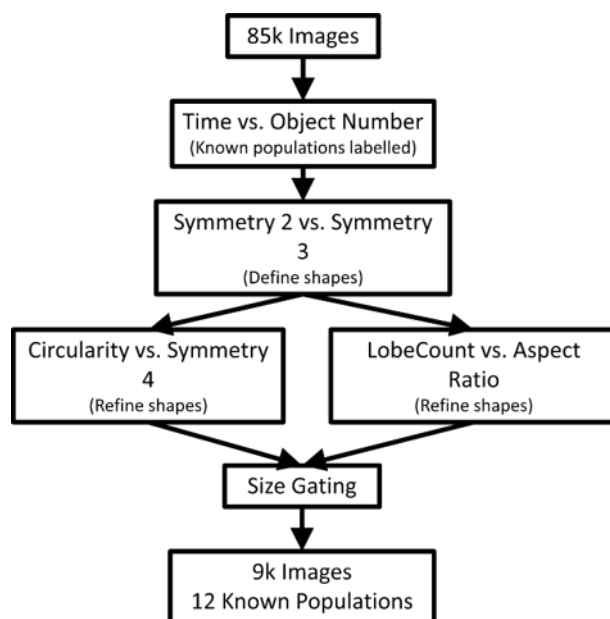 85k Images
Time vs. Object Number
(Known populations labelled)
Symmetry 2 vs. Symmetry
3
(Define shapes)
Circularity vs. Symmetry
4
(Refine shapes)
LobeCount vs. Aspect
Ratio
(Refine shapes)
Size Gating
9k Images
12 Known Populations